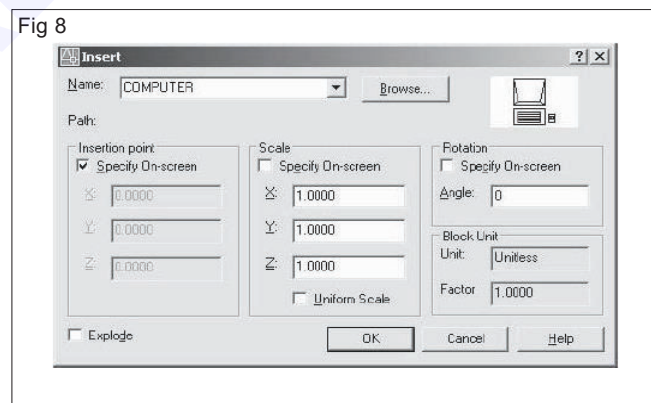 Fig 8
Insert
Name: COMPUTER Browse...
Path:
Insertion point
Specify On-screen
X: 0.0000
Y: 0.0000
Z: 0.0000
Scale
Specify On-screen
X: 1.0000
Y: 1.0000
Z: 1.0000
Uniform Scale
Rotation
Specify On-screen
Angle: 0
Block Unit
Unit: Unitless
Factor 1.0000
Explode OK Cancel Help